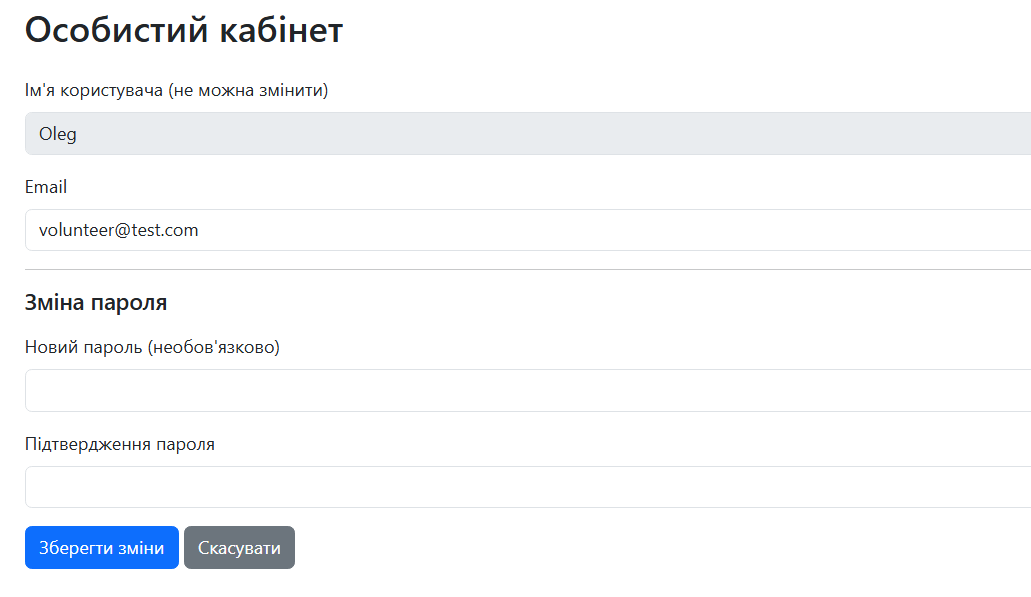 Особистий кабінет
Ім'я користувача (не можна змінити)
Oleg
Email
volunteer@test.com
Зміна пароля
Новий пароль (необов'язково)
Підтвердження пароля
Зберегти зміни Скасувати